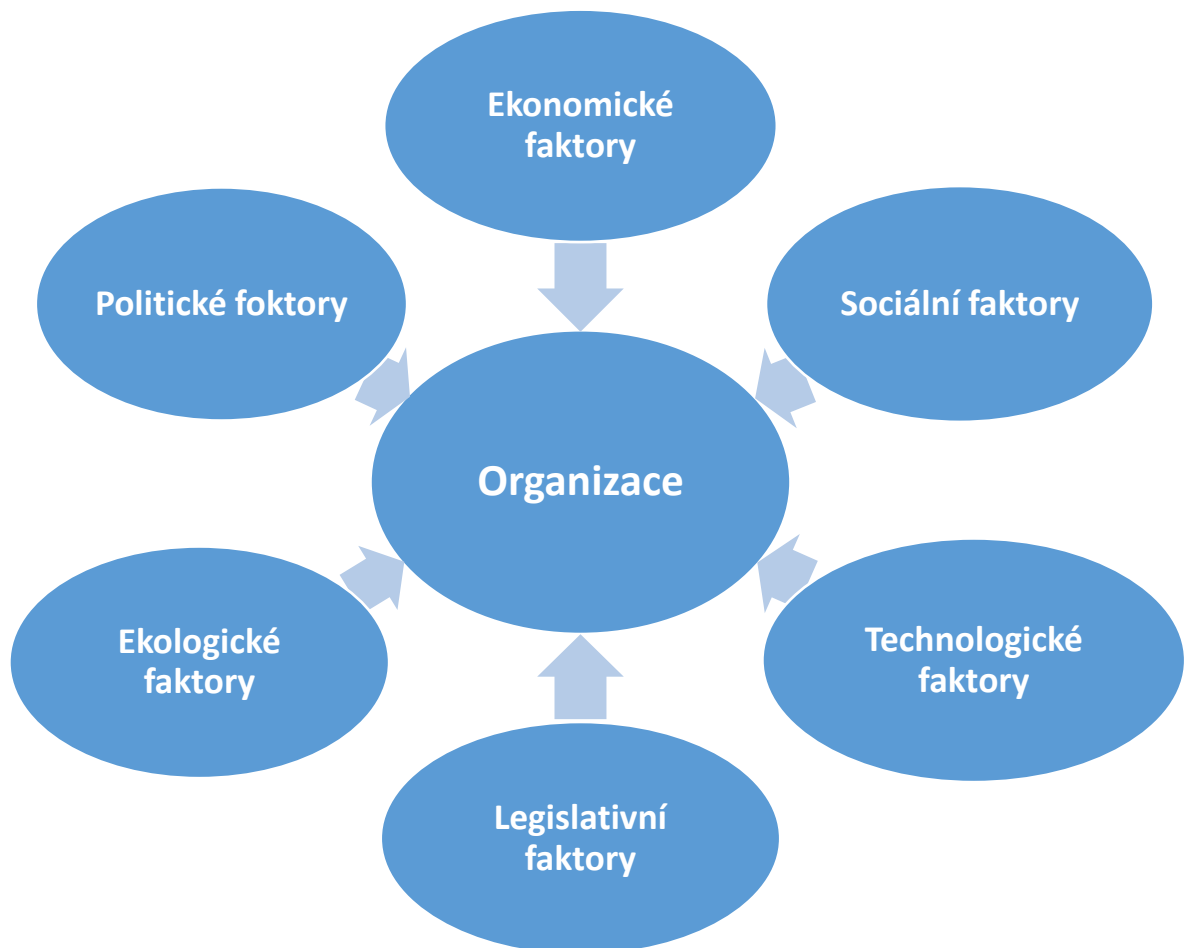 Ekonomické
faktory
Politické foktory
Sociální faktory
Organizace
Ekologické
faktory
Technologické
faktory
Legislativní
faktory